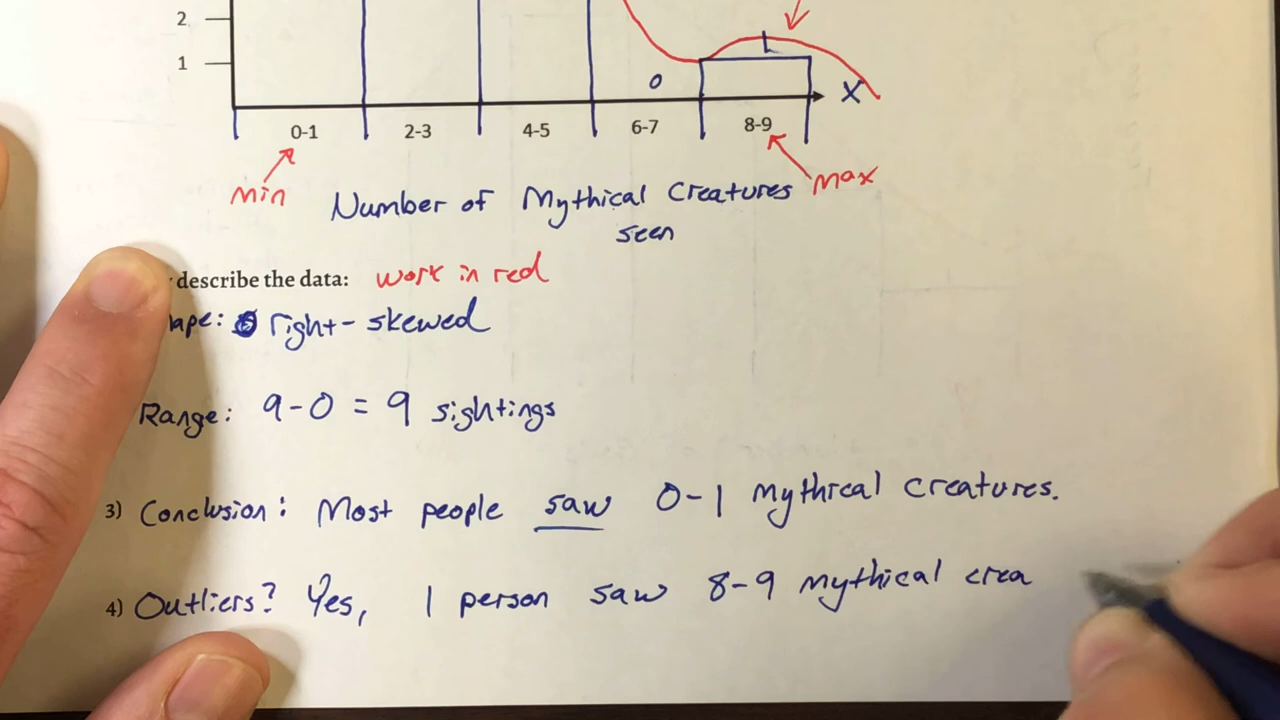 2
1
0
1
X
0-1 2-3 4-5 6-7 8-9
min
max
Number of Mythical Creatures
seen
describe the data: work in red
ape: right-skewed
Range: 9-0 = 9 sightings
3) Conclusion: Most people saw 0-1 mythical creatures.
4) Outliers? Yes, 1 person saw 8-9 mythical crea